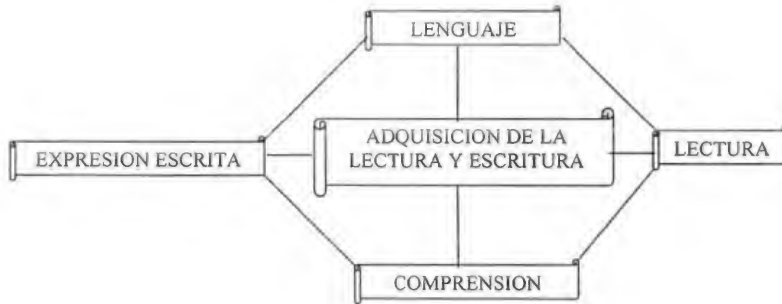 LENGUAJE
ADQUISICION DE LA
LECTURA Y ESCRITURA
EXPRESION ESCRITA
LECTURA
COMPRENSION